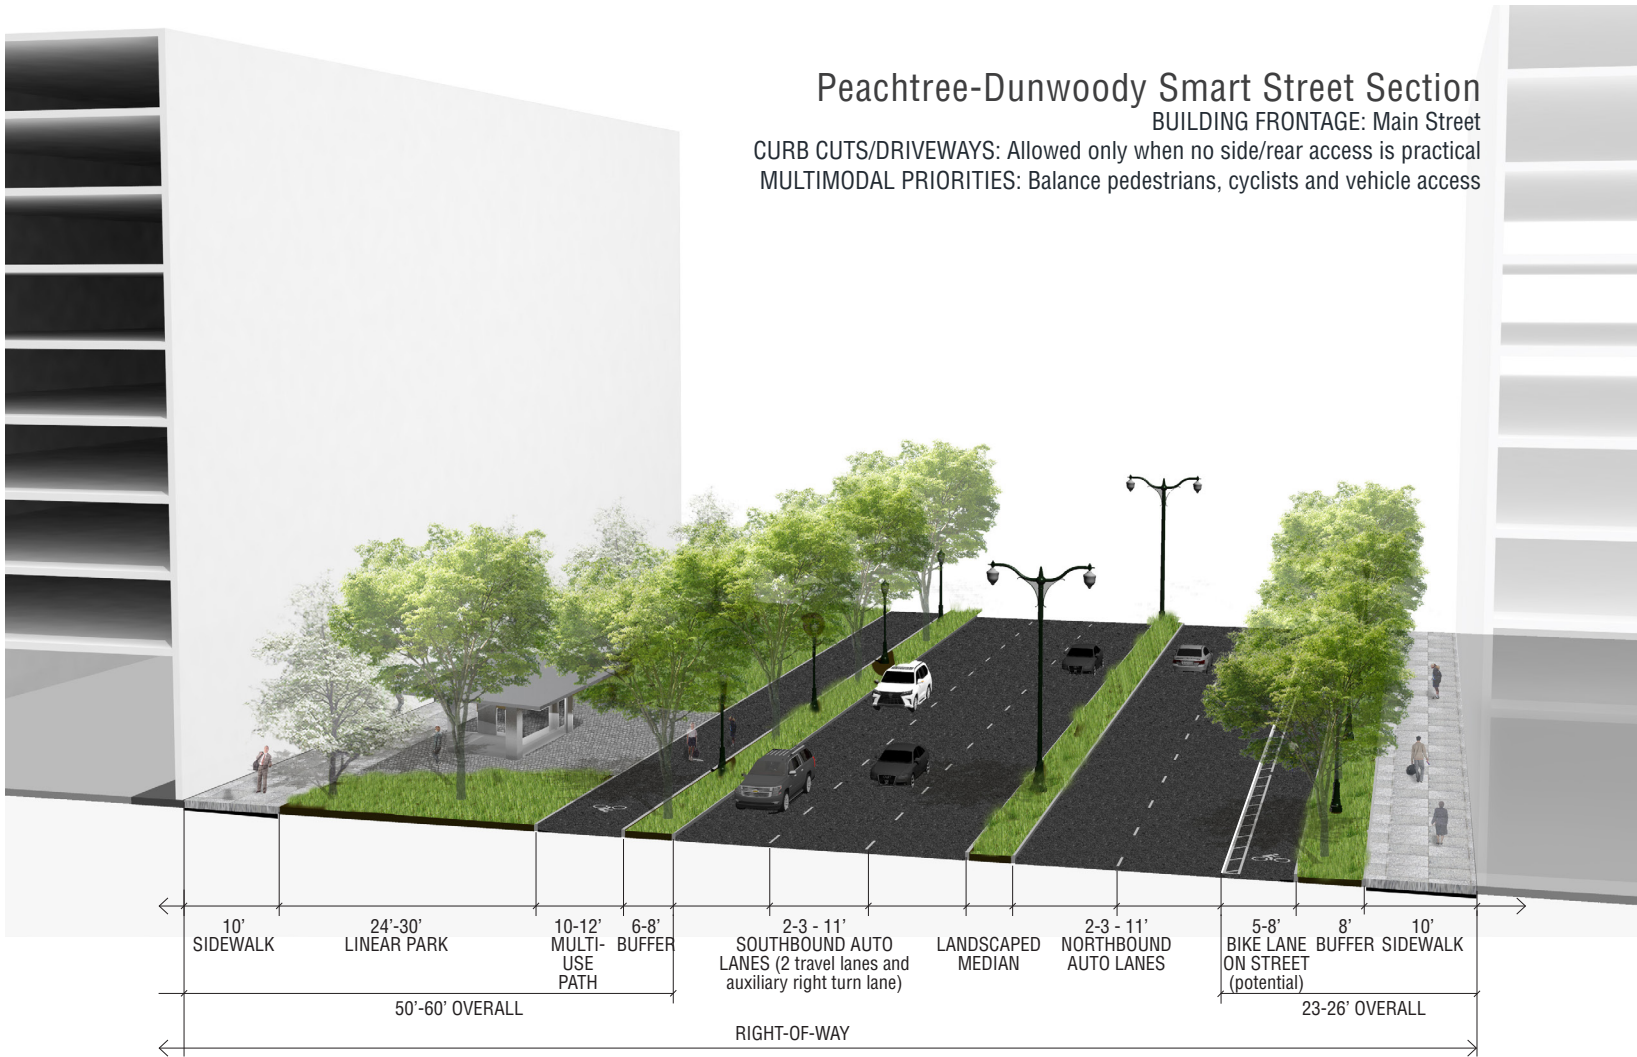 Peachtree-Dunwoody Smart Street Section
BUILDING FRONTAGE: Main Street
CURB CUTS/DRIVEWAYS: Allowed only when no side/rear access is practical
MULTIMODAL PRIORITIES: Balance pedestrians, cyclists and vehicle access
10’
SIDEWALK
24’-30’
LINEAR PARK
10-12’
MULTI-
USE
PATH
6-8’
BUFFER
2-3 - 11’
SOUTHBOUND AUTO
LANES (2 travel lanes and
auxiliary right turn lane)
LANDSCAPED
MEDIAN
2-3 - 11’
NORTHBOUND
AUTO LANES
5-8’
BIKE LANE
ON STREET
(potential)
8’
BUFFER
10’
SIDEWALK
50’-60’ OVERALL
23-26’ OVERALL
RIGHT-OF-WAY